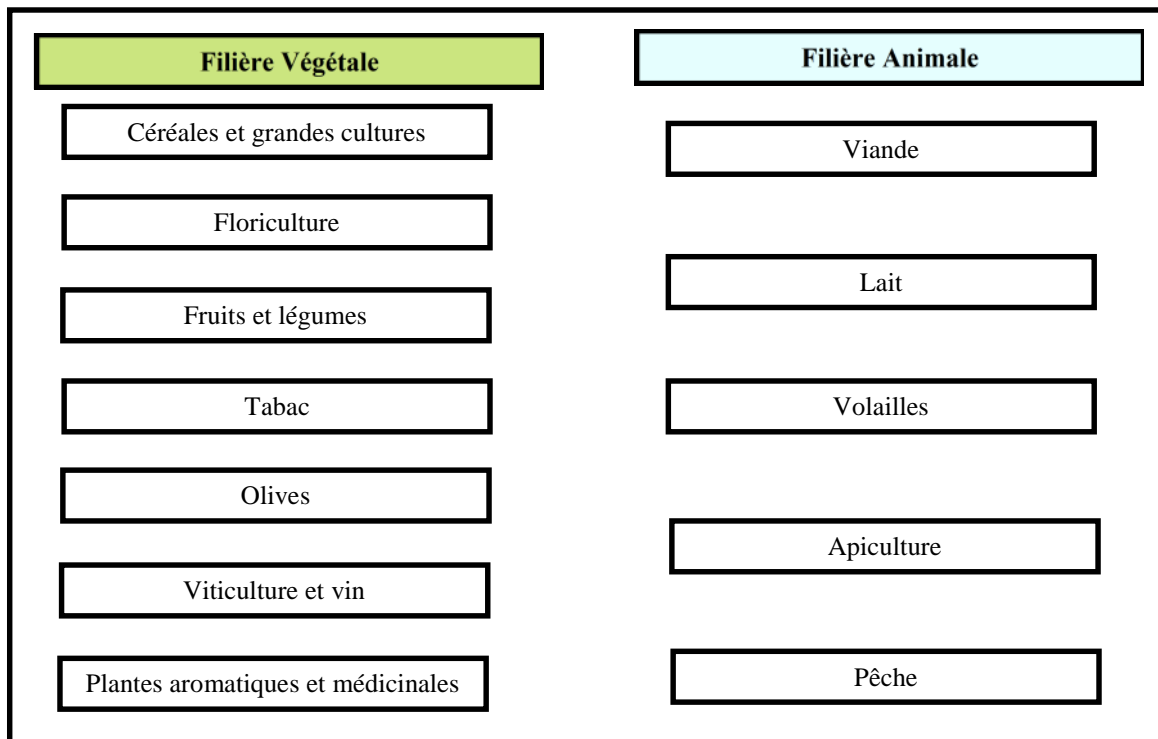 Filière Végétale
Céréales et grandes cultures
Floriculture
Fruits et légumes
Tabac
Olives
Viticulture et vin
Plantes aromatiques et médicinales
Filière Animale
Viande
Lait
Volailles
Apiculture
Pêche